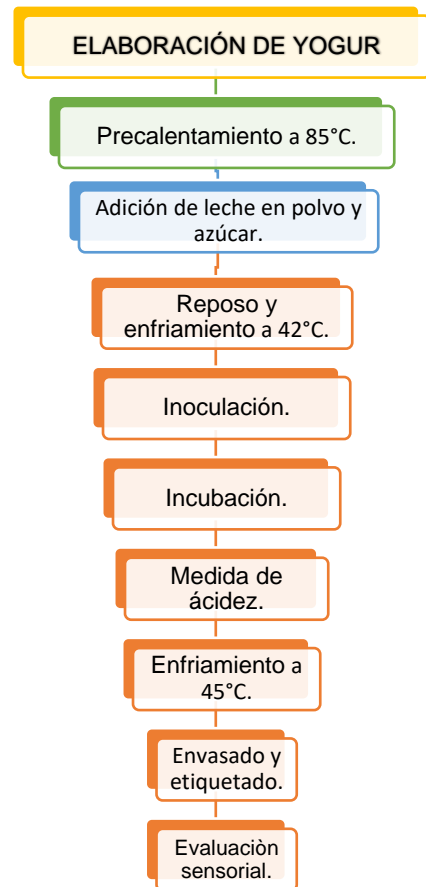 ELABORACIÓN DE YOGUR
Precalentamiento a 85°C.
Adición de leche en polvo y
azúcar.
Reposo y
enfriamiento a 42°C.
Inoculación.
Incubación.
Medida de
ácidez.
Enfriamiento a
45°C.
Envasado y
etiquetado.
Evaluaciòn
sensorial.